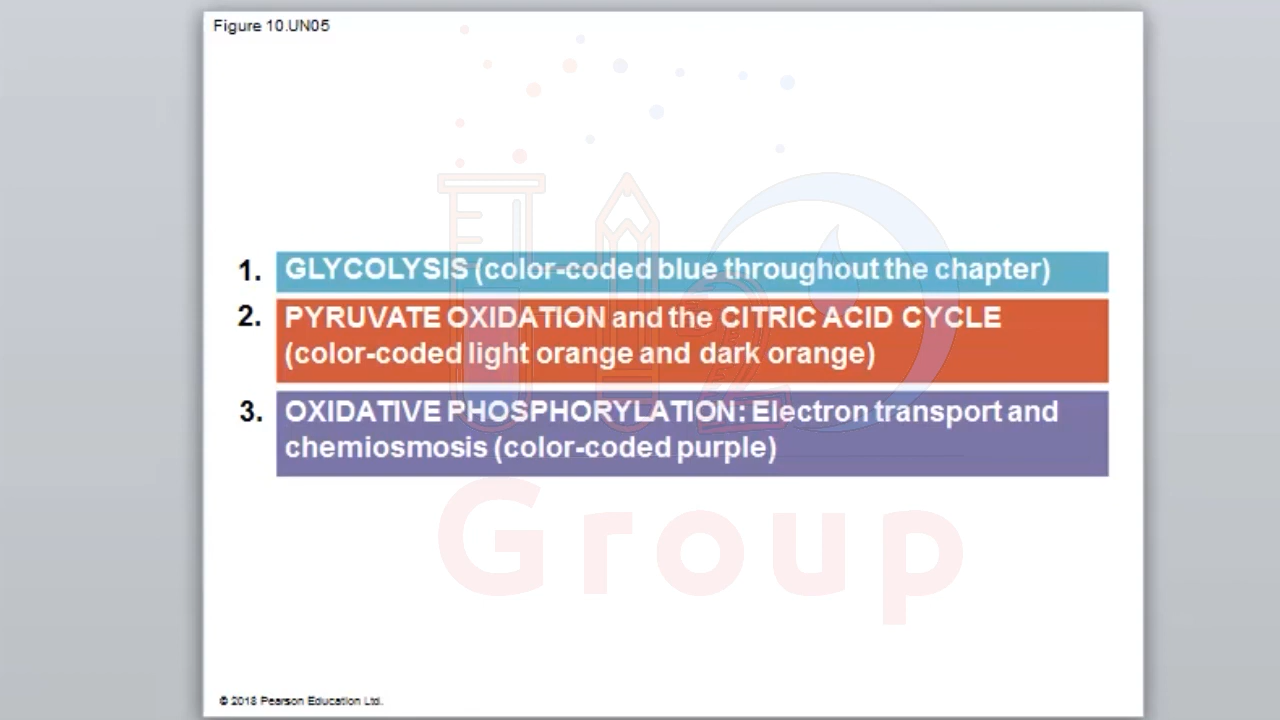 Figure 10.UN05
1. GLYCOLYSIS (color-coded blue throughout the chapter)
2. PYRUVATE OXIDATION and the CITRIC ACID CYCLE
(color-coded light orange and dark orange)
3. OXIDATIVE PHOSPHORYLATION: Electron transport and
chemiosmosis (color-coded purple)
Group
© 2018 Pearson Education Ltd.